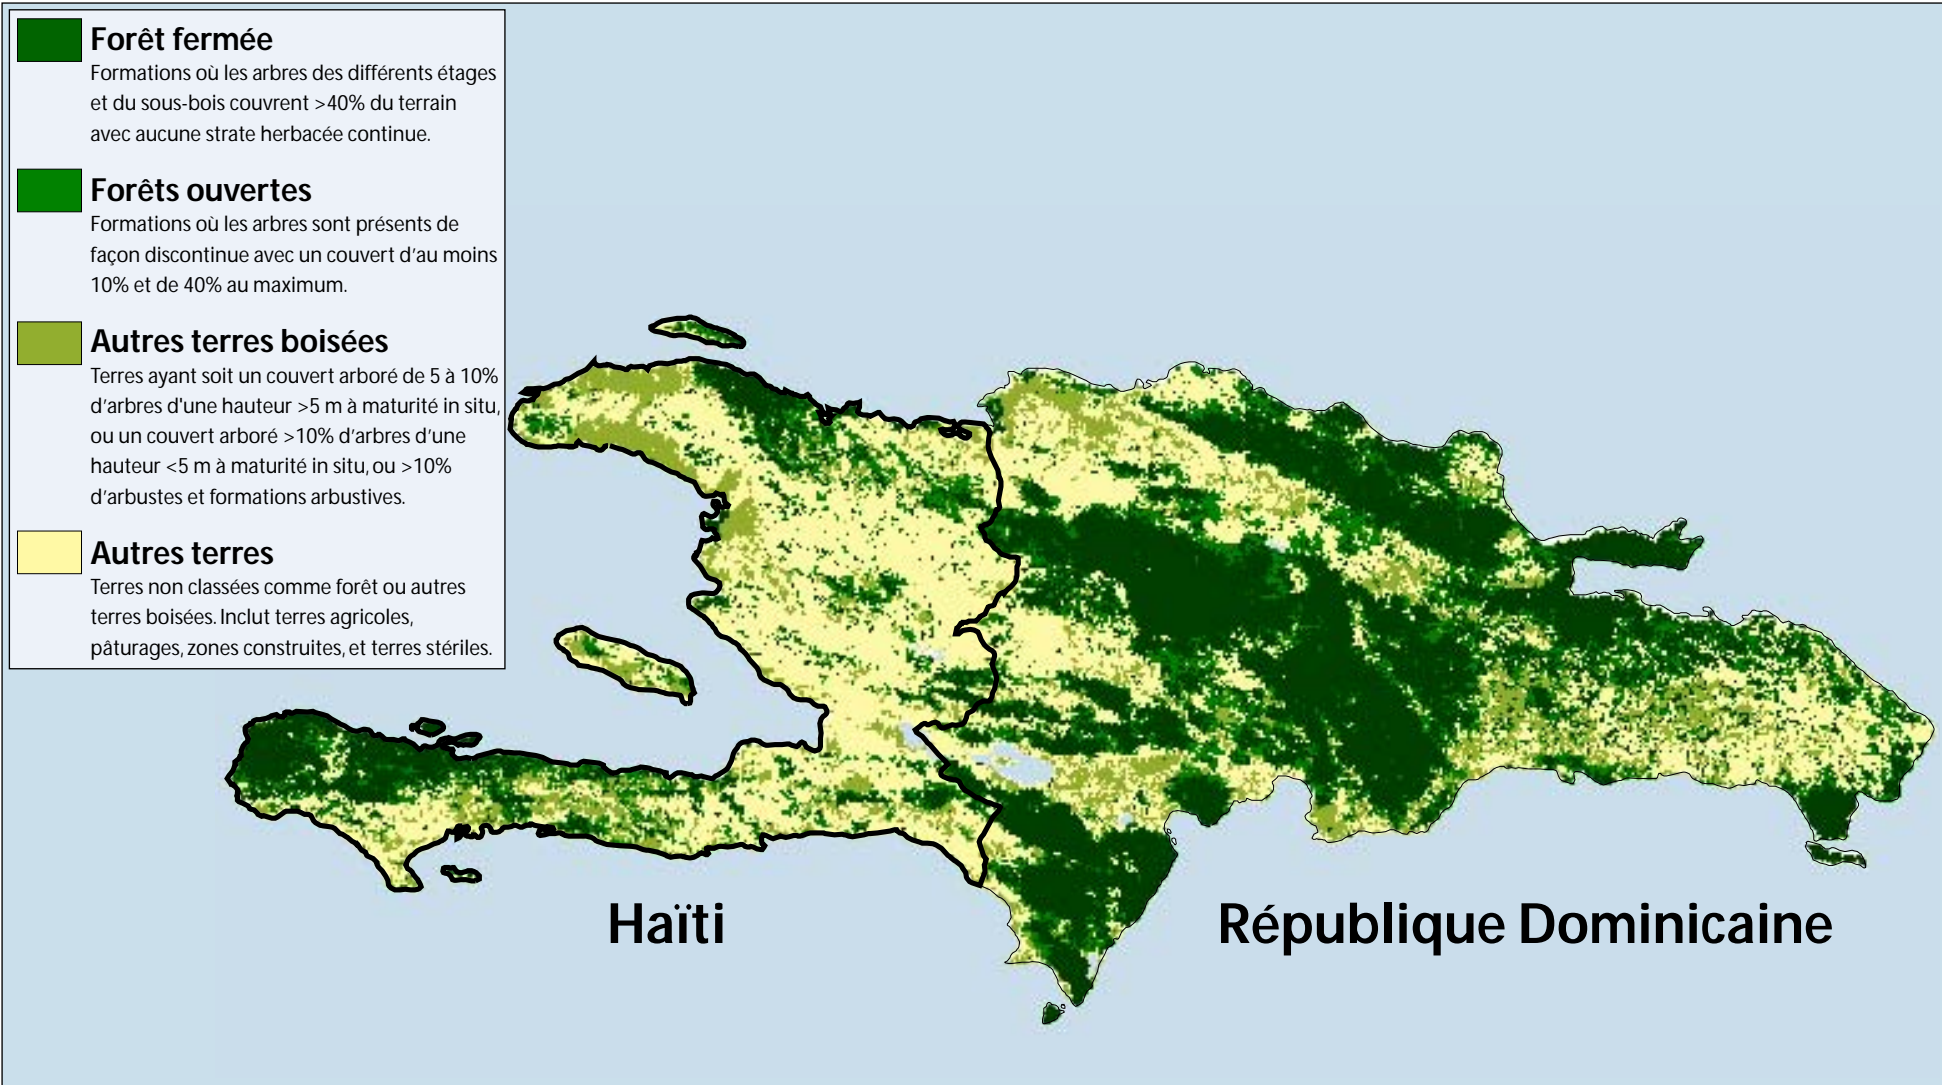 Forêt fermée
Formations où les arbres des différents étages
et du sous-bois couvrent >40% du terrain
avec aucune strate herbacée continue.
Forêts ouvertes
Formations où les arbres sont présents de
façon discontinue avec un couvert d'au moins
10% et de 40% au maximum.
Autres terres boisées
Terres ayant soit un couvert arboré de 5 à 10%
d'arbres d'une hauteur >5 m à maturité in situ,
ou un couvert arboré >10% d'arbres d'une
hauteur <5 m à maturité in situ, ou >10%
d'arbustes et formations arbustives.
Autres terres
Terres non classées comme forêt ou autres
terres boisées. Inclut terres agricoles,
pâturages, zones construites, et terres stériles.
Haïti
République Dominicaine